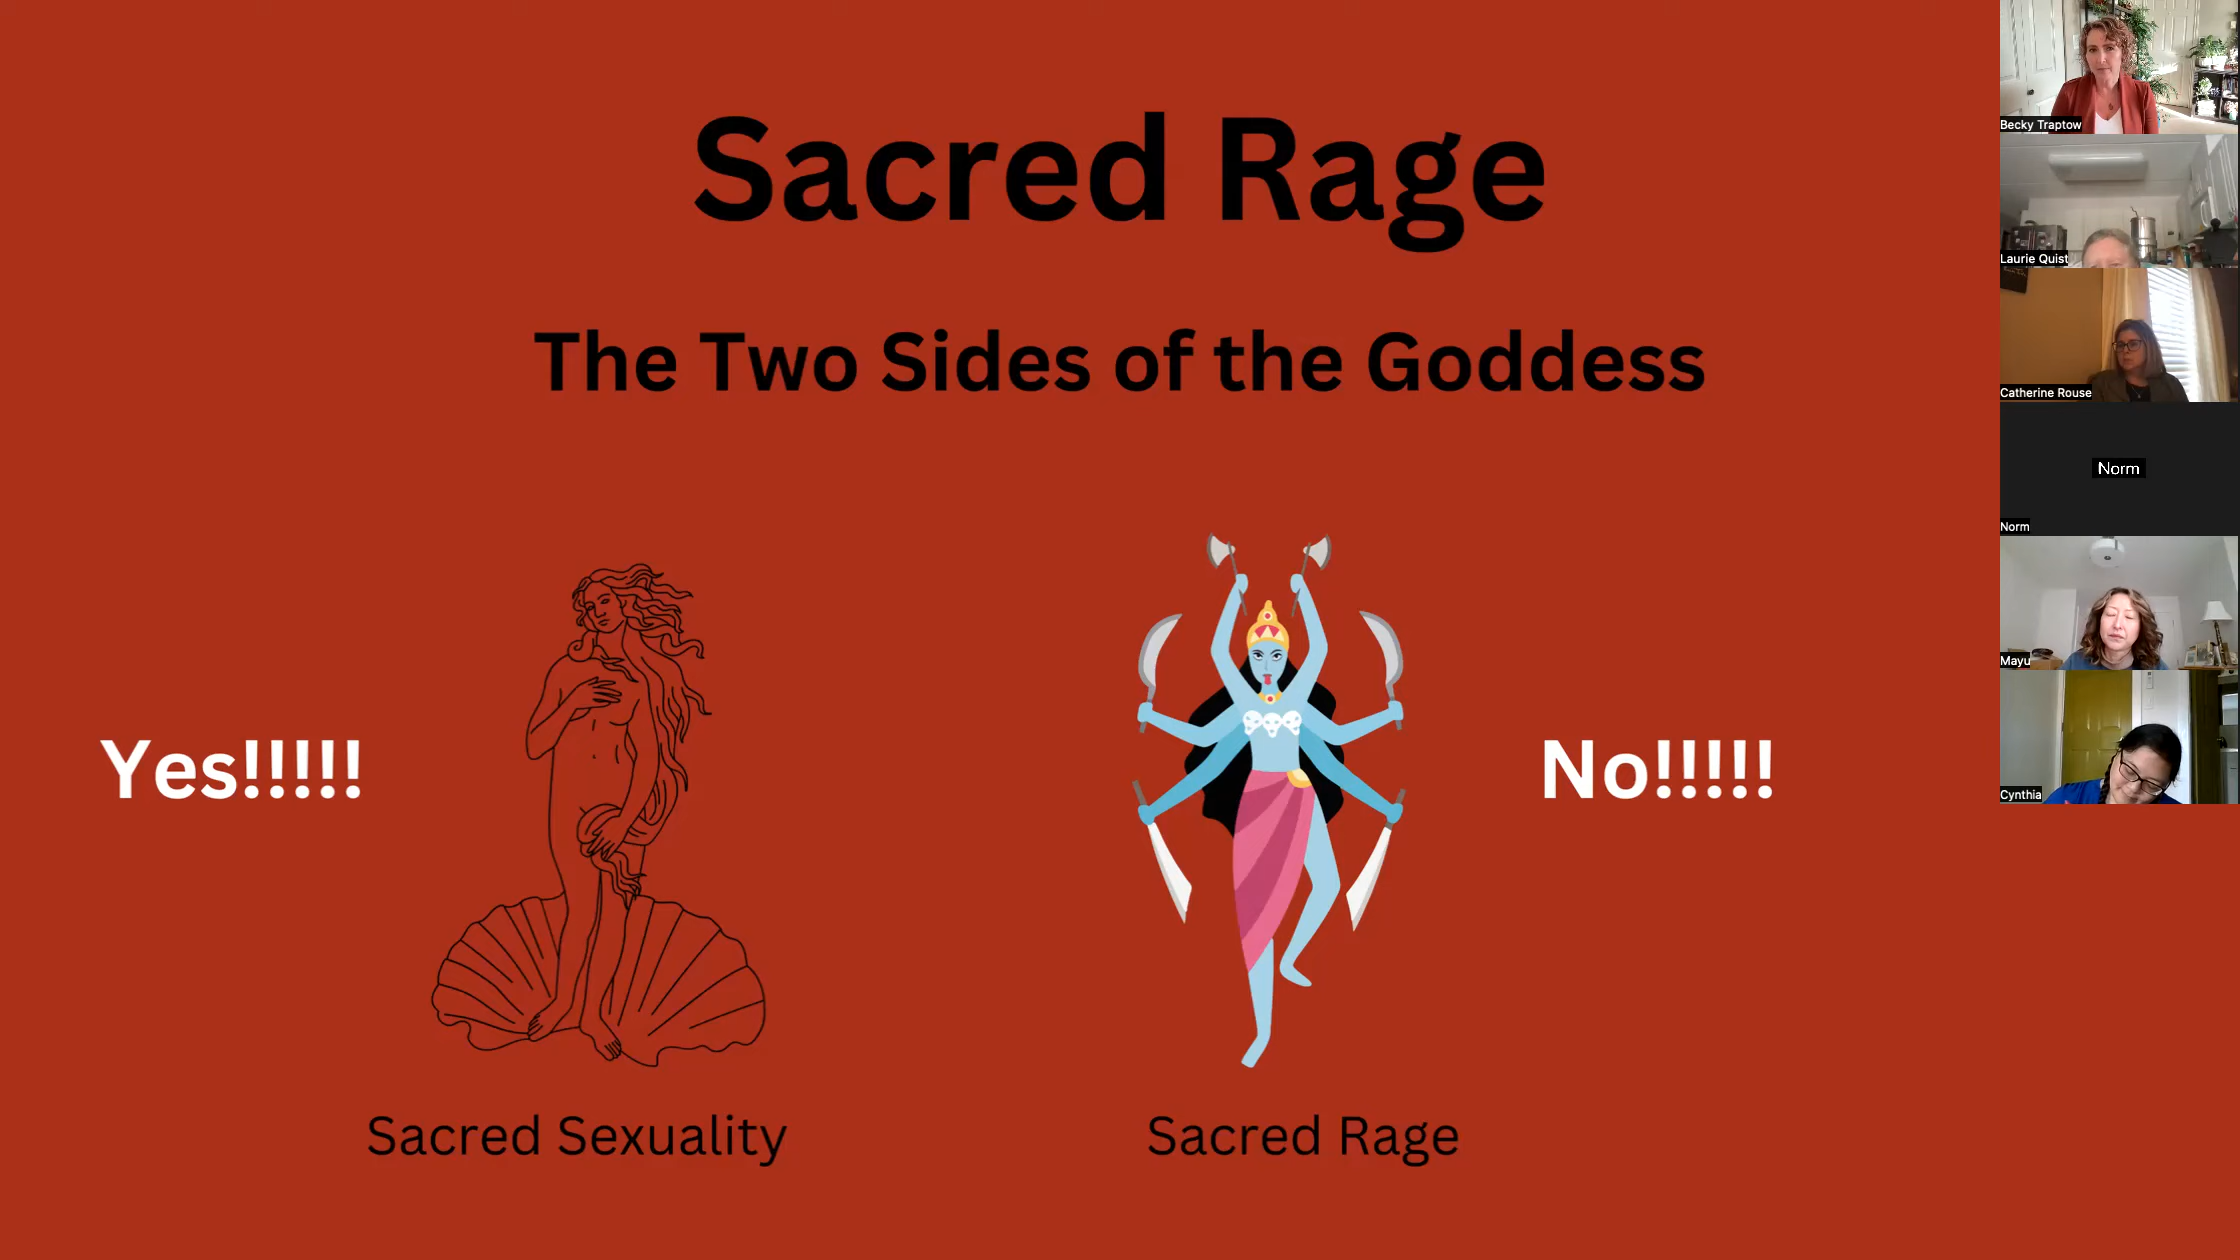 Sacred Rage
The Two Sides of the Goddess
Yes!!!!!
No!!!!!
Sacred Sexuality
Sacred Rage
Becky Traptow
Laurie Quist
Catherine Rouse
Norm
Norm
Mayu
Cynthia